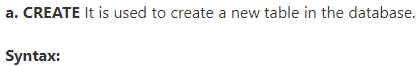 a. CREATE It is used to create a new table in the database.
Syntax: